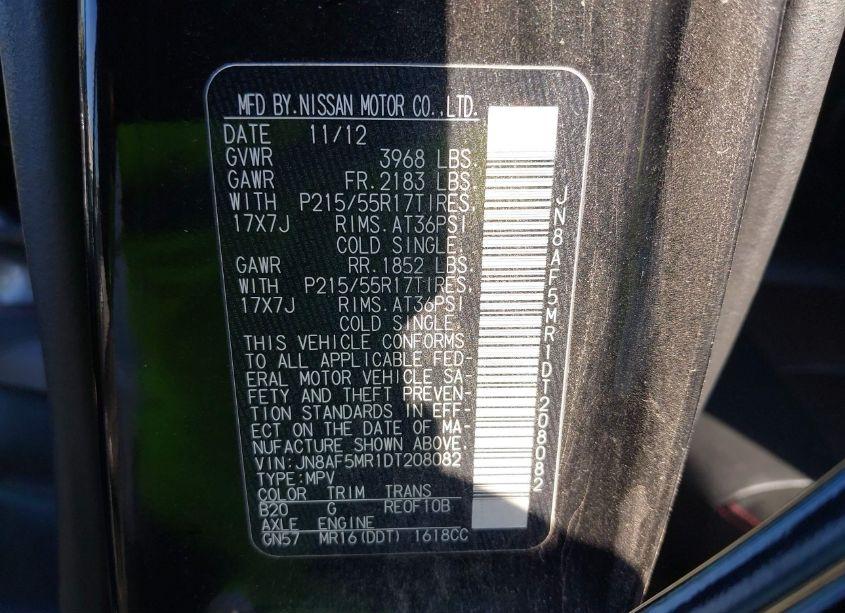 MFD BY.NISSAN MOTOR CO.,LTD.
DATE 11/12
GVWR 3968 LBS.
GAWR FR.2183 LBS.
WITH P215/55R17TIRES,
17X7J RIMS.AT36PSI
COLD SINGLE.
GAWR RR.1852 LBS.
WITH P215/55R17TIRES,
17X7J RIMS.AT36PSI
COLD SINGLE.
THIS VEHICLE CONFORMS
TO ALL APPLICABLE FED-
ERAL MOTOR VEHICLE SA-
FETY AND THEFT PREVEN-
TION STANDARDS IN EFF-
ECT ON THE DATE OF MA-
NUFACTURE SHOWN ABOVE.
VIN:JN8AF5MR1DT208082
TYPE:MPV
COLOR TRIM TRANS
B20 G REOF10B
AXLE ENGINE
GN57 MR16(DDT) 1618CC
JN8AF5MR1DT208082